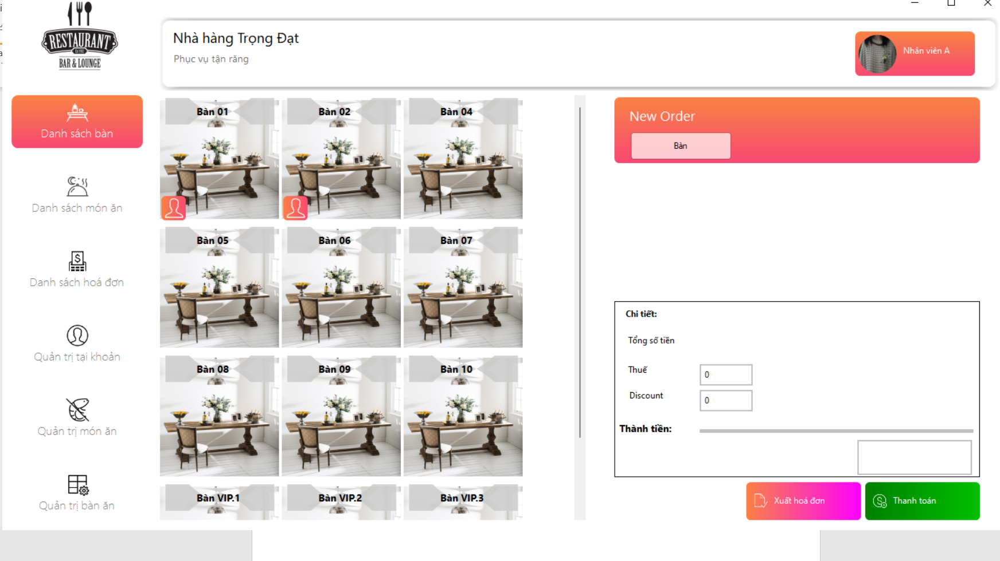 RESTAURANT
Est 1982
BAR & LOUNGE
Nhà hàng Trọng Đạt
Phục vụ tận răng
Nhân viên A
Danh sách bàn
Danh sách món ăn
Danh sách hoá đơn
Quản trị tại khoản
Quản trị món ăn
Quản trị bàn ăn
Bàn 01
Bàn 02
Bàn 04
Bàn 05
Bàn 06
Bàn 07
Bàn 08
Bàn 09
Bàn 10
Bàn VIP.1
Bàn VIP.2
Bàn VIP.3
New Order
Bàn
Chi tiết:
Tổng số tiền
Thuế
0
Discount
0
Thành tiền:
Xuất hoá đơn
Thanh toán